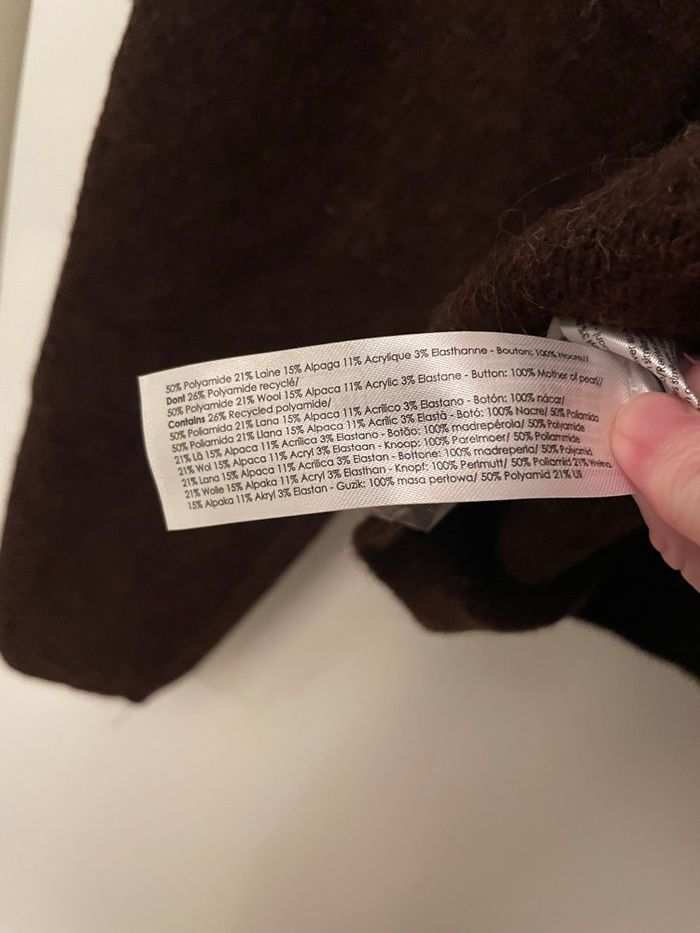 50% Polyamide 21% Laine 15% Alpaga 11% Acrylique 3% Elasthanne - Bouton: 100% Nacre//
Dont 26% Polyamide recyclé/
50% Polyamide 21% Wool 15% Alpaca 11% Acrylic 3% Elastane - Button: 100% Mother of pearl//
Contains 26% Recycled polyamide/
50% Poliamida 21% Lana 15% Alpaca 11% Acrílico 3% Elastano - Botón: 100% nácar/
50% Poliamida 21% Llana 15% Alpaca 11% Acrílic 3% Elastà - Botó: 100% Nacre/ 50% Poliamida
21% Lã 15% Alpaca 11% Acrílica 3% Elastano - Botão: 100% madrepérola/ 50% Polyamide
21% Wol 15% Alpaca 11% Acryl 3% Elastaan - Knoop: 100% Parelmoer/ 50% Poliammide
21% Lana 15% Alpaca 11% Acrilica 3% Elastan - Bottone: 100% madreperla/ 50% Polyamid
21% Wolle 15% Alpaka 11% Acryl 3% Elasthan - Knopf: 100% Perlmutt/ 50% Poliamid 21% Wełna
15% Alpaka 11% Akryl 3% Elastan - Guzik: 100% masa perłowa/ 50% Polyamid 21% Ull